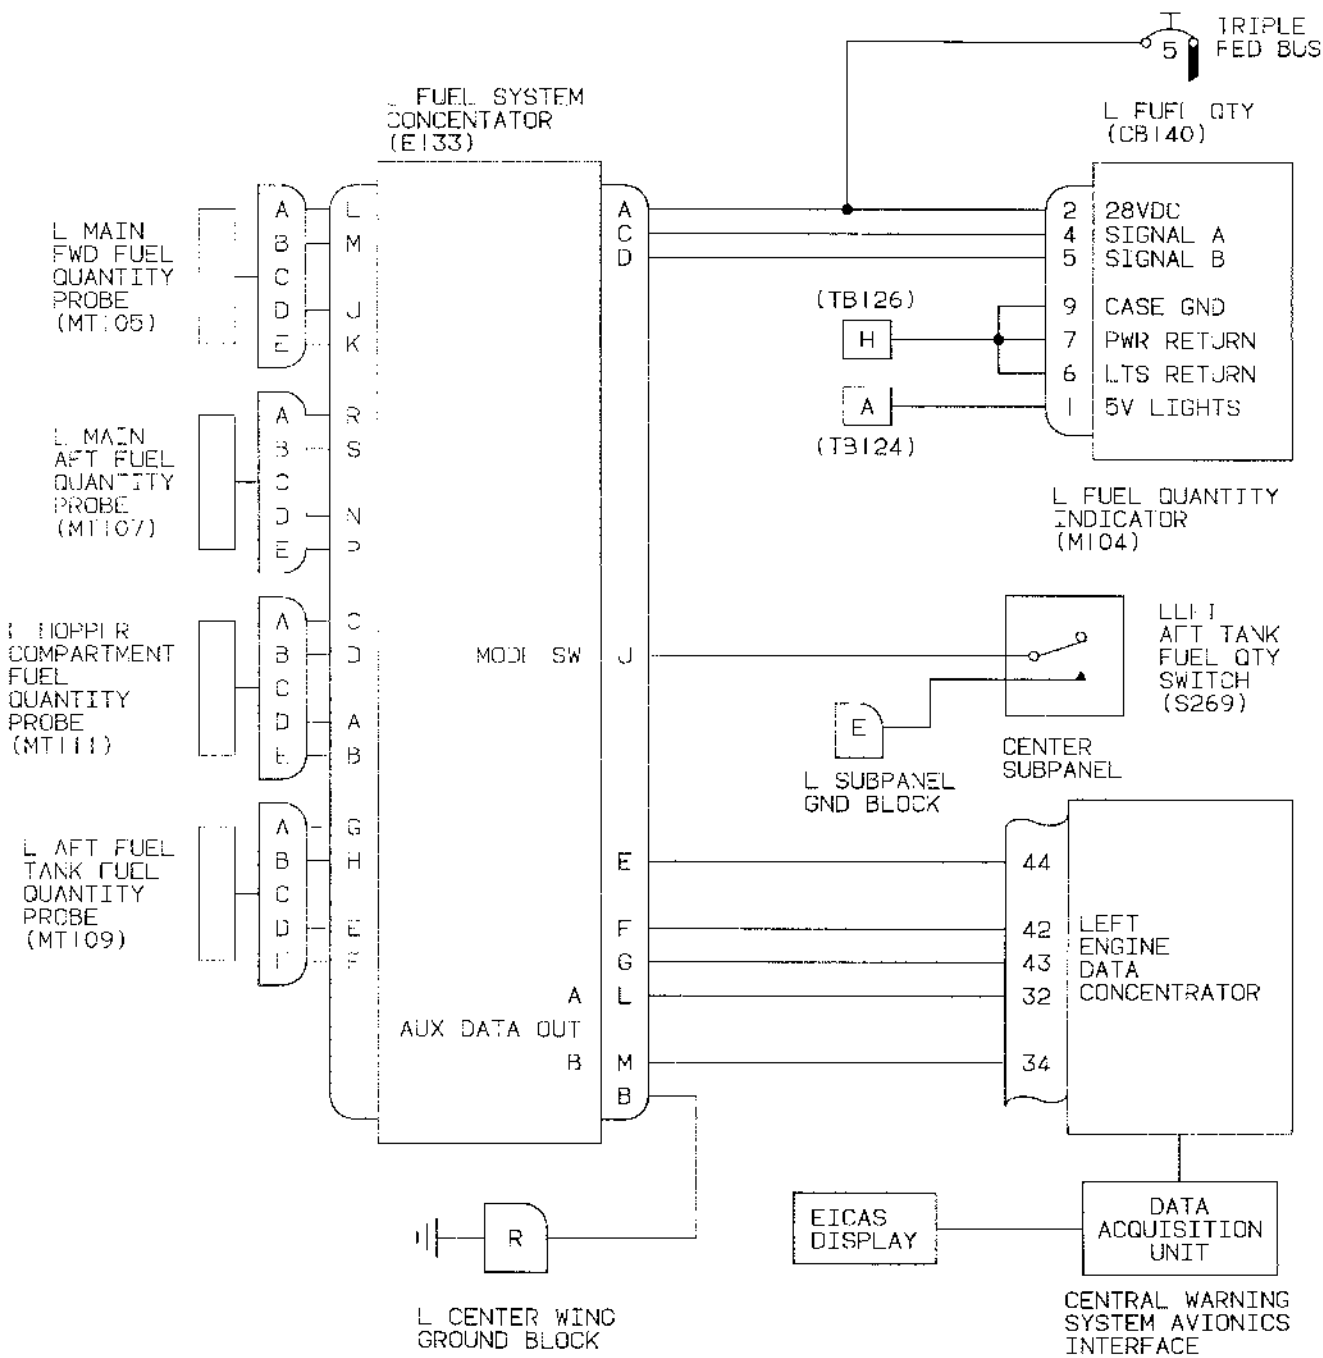 TRIPLE
FED BUS
5
L FUEL QTY
(CB140)
L FUEL SYSTEM
CONCENTATOR
(E133)
L MAIN
FWD FUEL
QUANTITY
PROBE
(MT105)
A L
B M
C
D J
E K
A
C
D
2 28VDC
4 SIGNAL A
5 SIGNAL B
9 CASE GND
7 PWR RETURN
6 LTS RETURN
1 5V LIGHTS
(TB126)
H
A
(TB124)
L FUEL QUANTITY
INDICATOR
(M104)
L MAIN
AFT FUEL
QUANTITY
PROBE
(MT107)
A R
B S
C
D N
E P
L HOPPER
COMPARTMENT
FUEL
QUANTITY
PROBE
(MT111)
A C
B D
C
D A
E B
MODE SW J
LEFT
AFT TANK
FUEL QTY
SWITCH
(S269)
E
L SUBPANEL
GND BLOCK
CENTER
SUBPANEL
L AFT FUEL
TANK FUEL
QUANTITY
PROBE
(MT109)
A G
B H
C
D E
F
E 44
F 42
G 43
A L 32
AUX DATA OUT
B M 34
B
LEFT
ENGINE
DATA
CONCENTRATOR
R
L CENTER WING
GROUND BLOCK
EICAS
DISPLAY
DATA
ACQUISITION
UNIT
CENTRAL WARNING
SYSTEM AVIONICS
INTERFACE